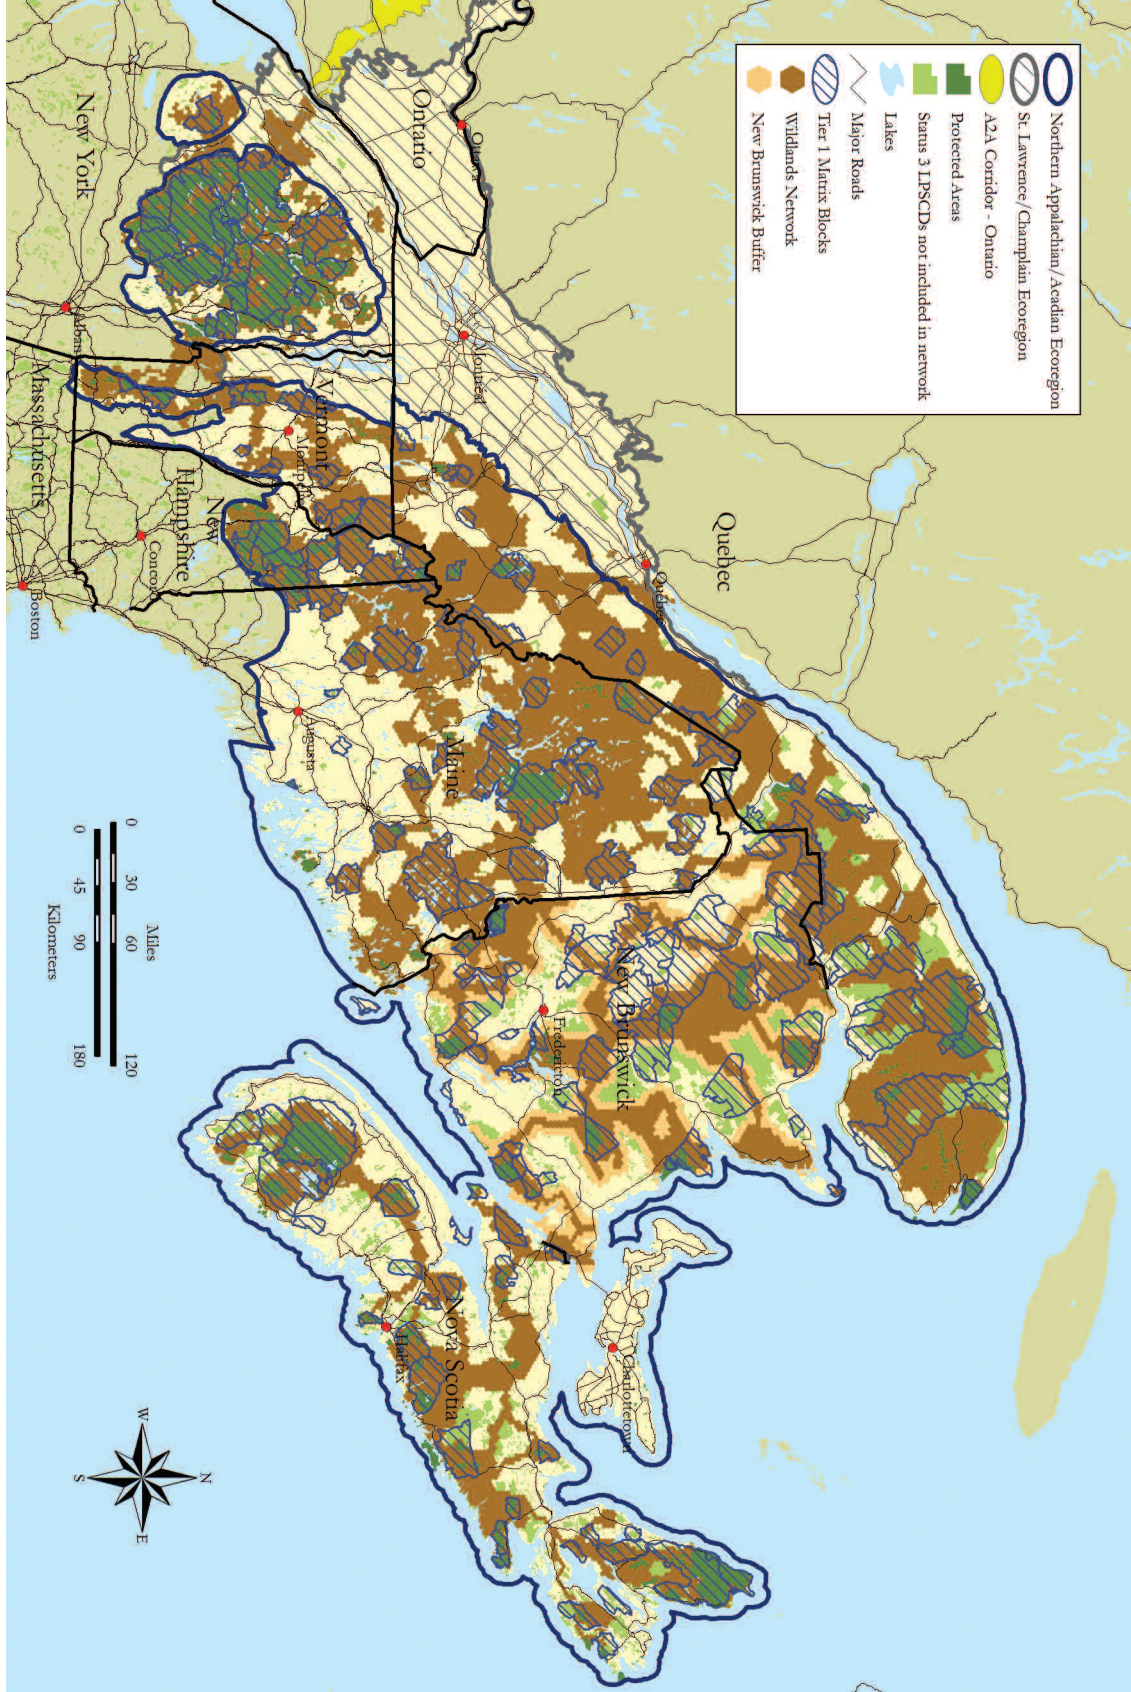 Northern Appalachian/Acadian Ecoregion
St. Lawrence/Champlain Ecoregion
A2A Corridor - Ontario
Protected Areas
Status 3 LPSCDs not included in network
Lakes
Major Roads
Tier 1 Matrix Blocks
Wildlands Network
New Brunswick Buffer
Quebec
Ontario
Ottawa
Montréal
Québec
New York
Albany
Vermont
Montpelier
New
Hampshire
Concord
Massachusetts
Boston
Maine
Augusta
New Brunswick
Fredericton
Charlottetown
Nova Scotia
Halifax
Miles
0 30 60 120
0 45 90 180
Kilometers
N
W
E
S